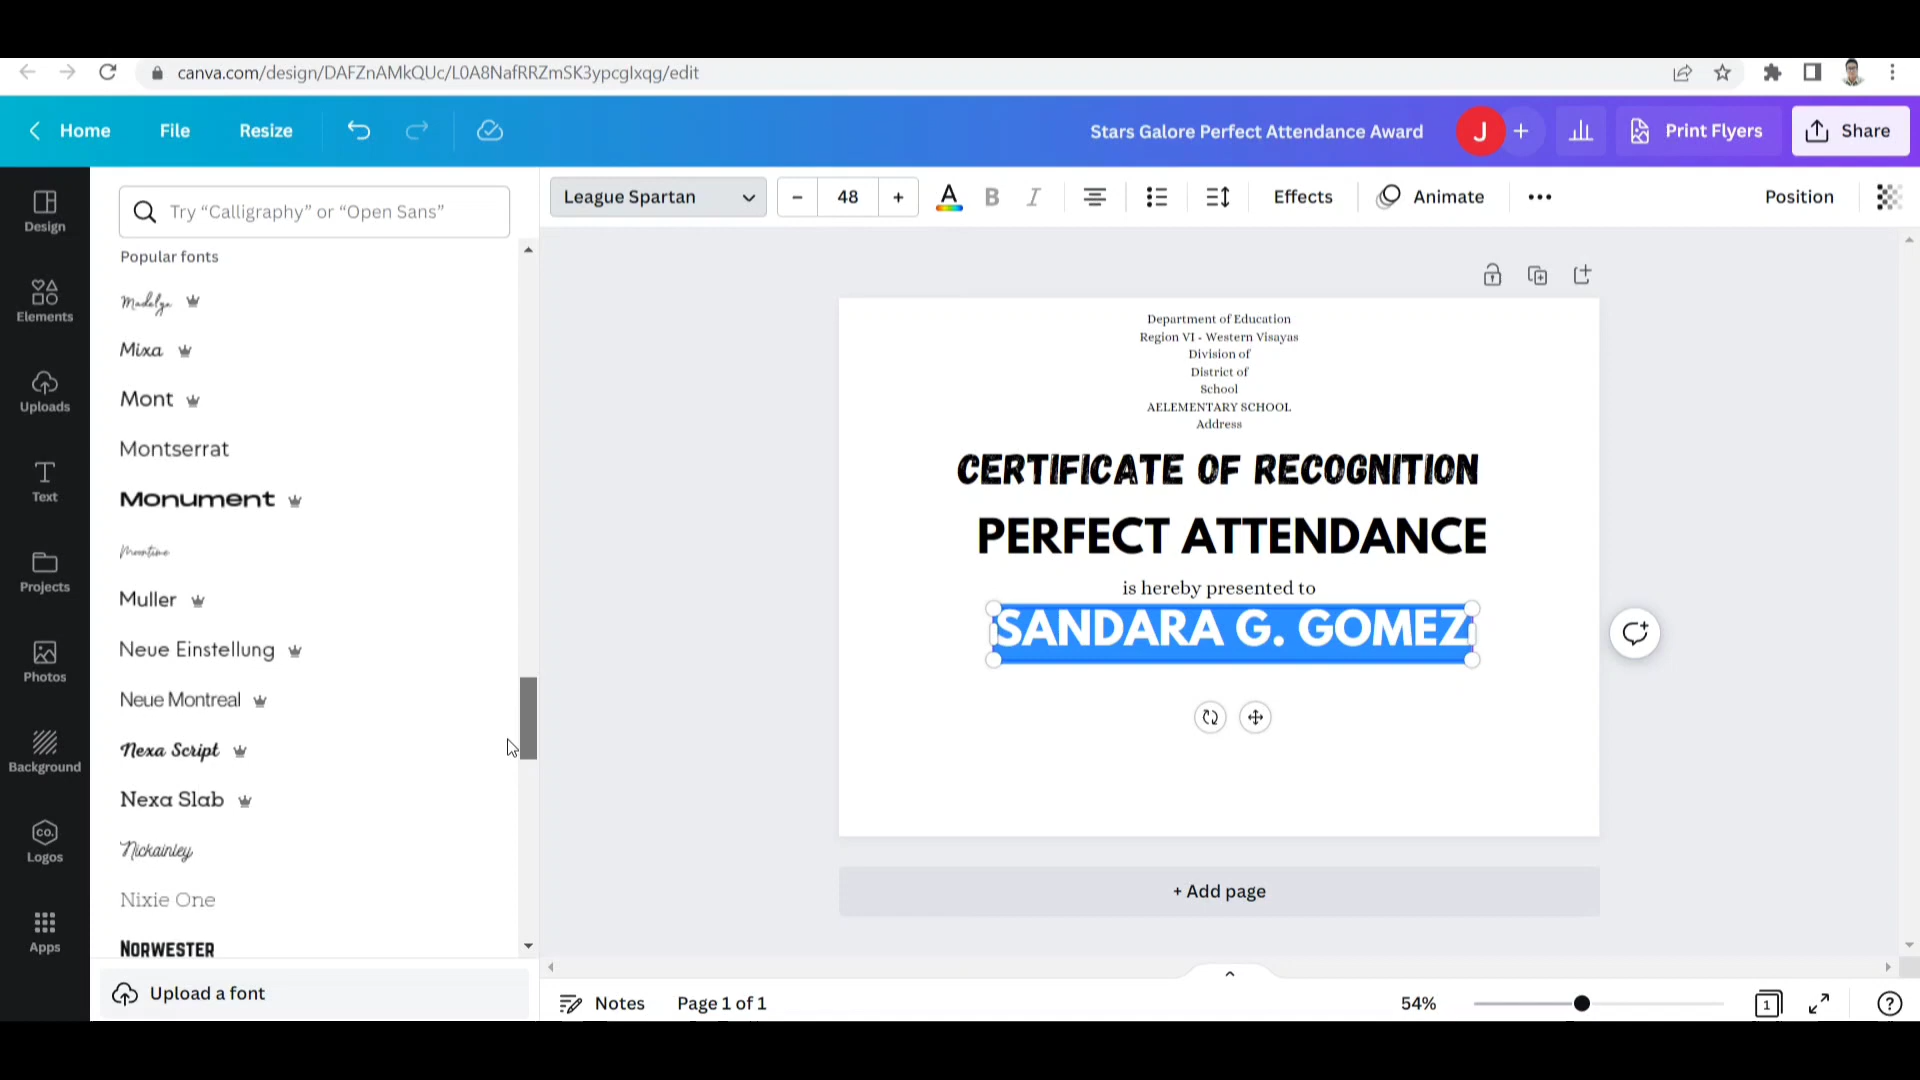 canva.com/design/DAFZnAMkQUc/L0A8NafRRZmSK3ypcglxqg/edit
Home File Resize Stars Galore Perfect Attendance Award J + Print Flyers Share
Try “Calligraphy” or “Open Sans”
League Spartan - 48 + A B I Effects Animate Position
Design
Elements
Uploads
Text
Projects
Photos
Background
CO.
Logos
Apps
Popular fonts
Madelyn
Mixa
Mont
Montserrat
Monument
Moontime
Muller
Neue Einstellung
Neue Montreal
Nexa Script
Nexa Slab
Nickainley
Nixie One
NORWESTER
Upload a font
Department of Education
Region VI - Western Visayas
Division of
District of
School
AELEMENTARY SCHOOL
Address
CERTIFICATE OF RECOGNITION
PERFECT ATTENDANCE
is hereby presented to
SANDARA G. GOMEZ
+ Add page
Notes Page 1 of 1 54% 1 ?